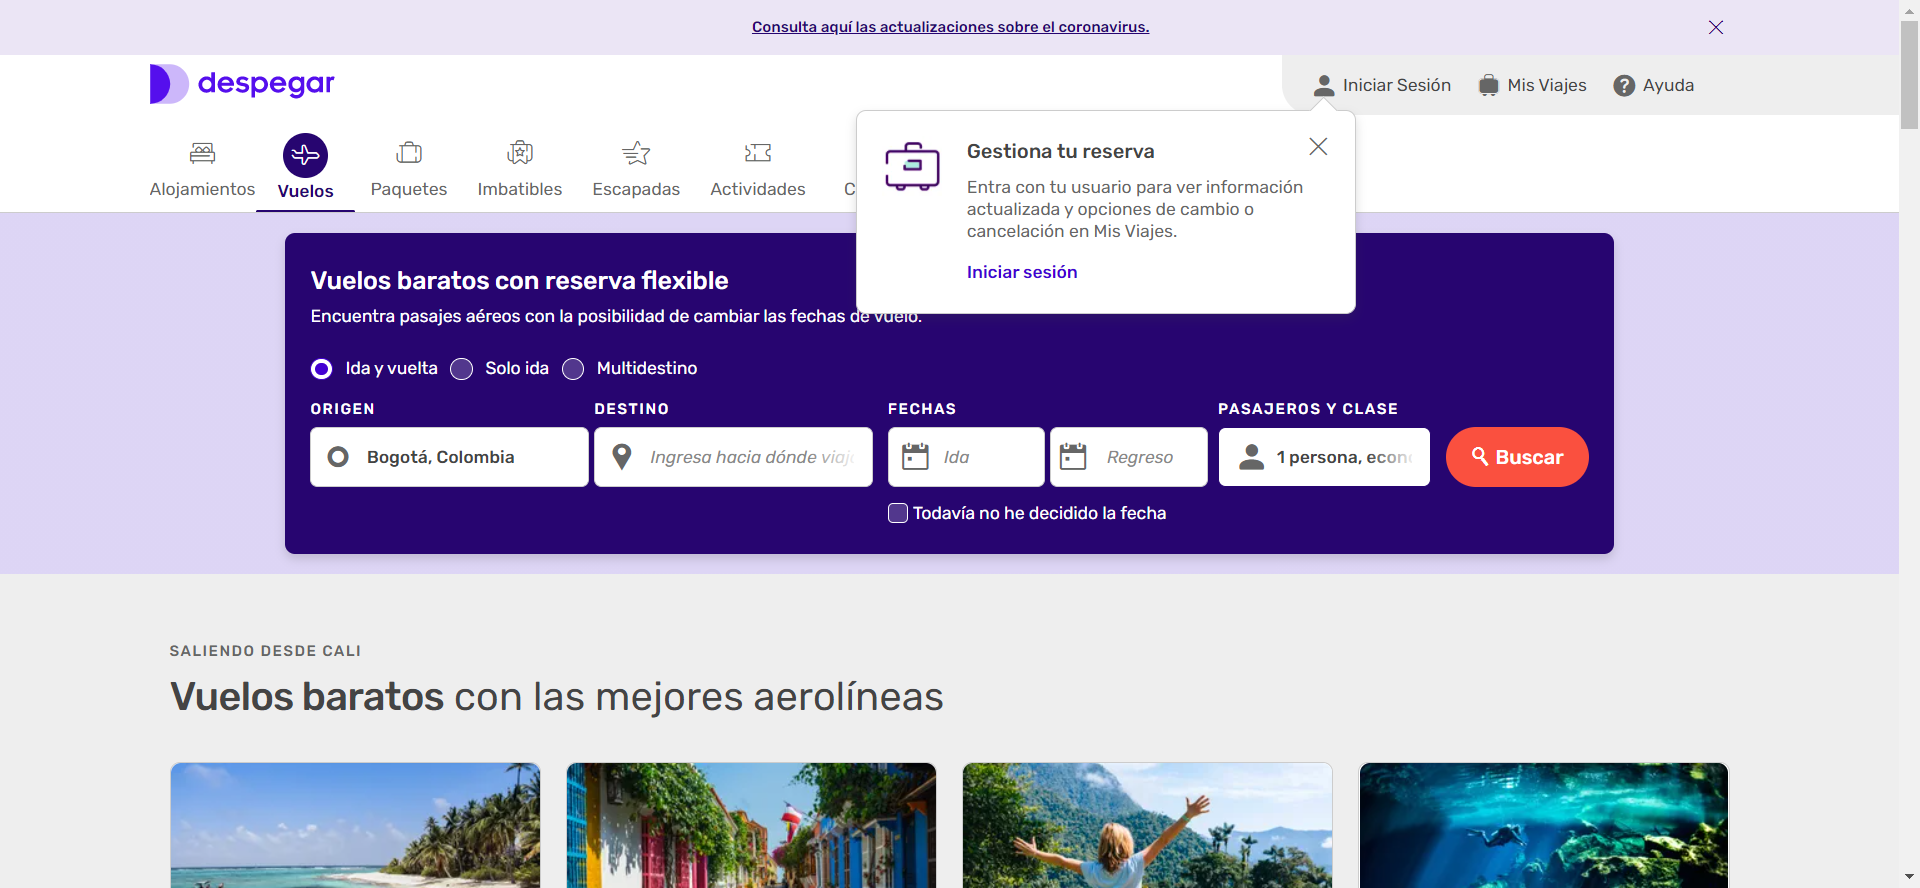 Consulta aquí las actualizaciones sobre el coronavirus.
despegar
Iniciar Sesión
Mis Viajes
Ayuda
Alojamientos
Vuelos
Paquetes
Imbatibles
Escapadas
Actividades
C
Gestiona tu reserva
Entra con tu usuario para ver información
actualizada y opciones de cambio o
cancelación en Mis Viajes.
Iniciar sesión
Vuelos baratos con reserva flexible
Encuentra pasajes aéreos con la posibilidad de cambiar las fechas de vuelo.
Ida y vuelta
Solo ida
Multidestino
ORIGEN
DESTINO
FECHAS
PASAJEROS Y CLASE
Bogotá, Colombia
Ingresa hacia dónde viaj
Ida
Regreso
1 persona, econ
Buscar
Todavía no he decidido la fecha
SALIENDO DESDE CALI
Vuelos baratos con las mejores aerolíneas